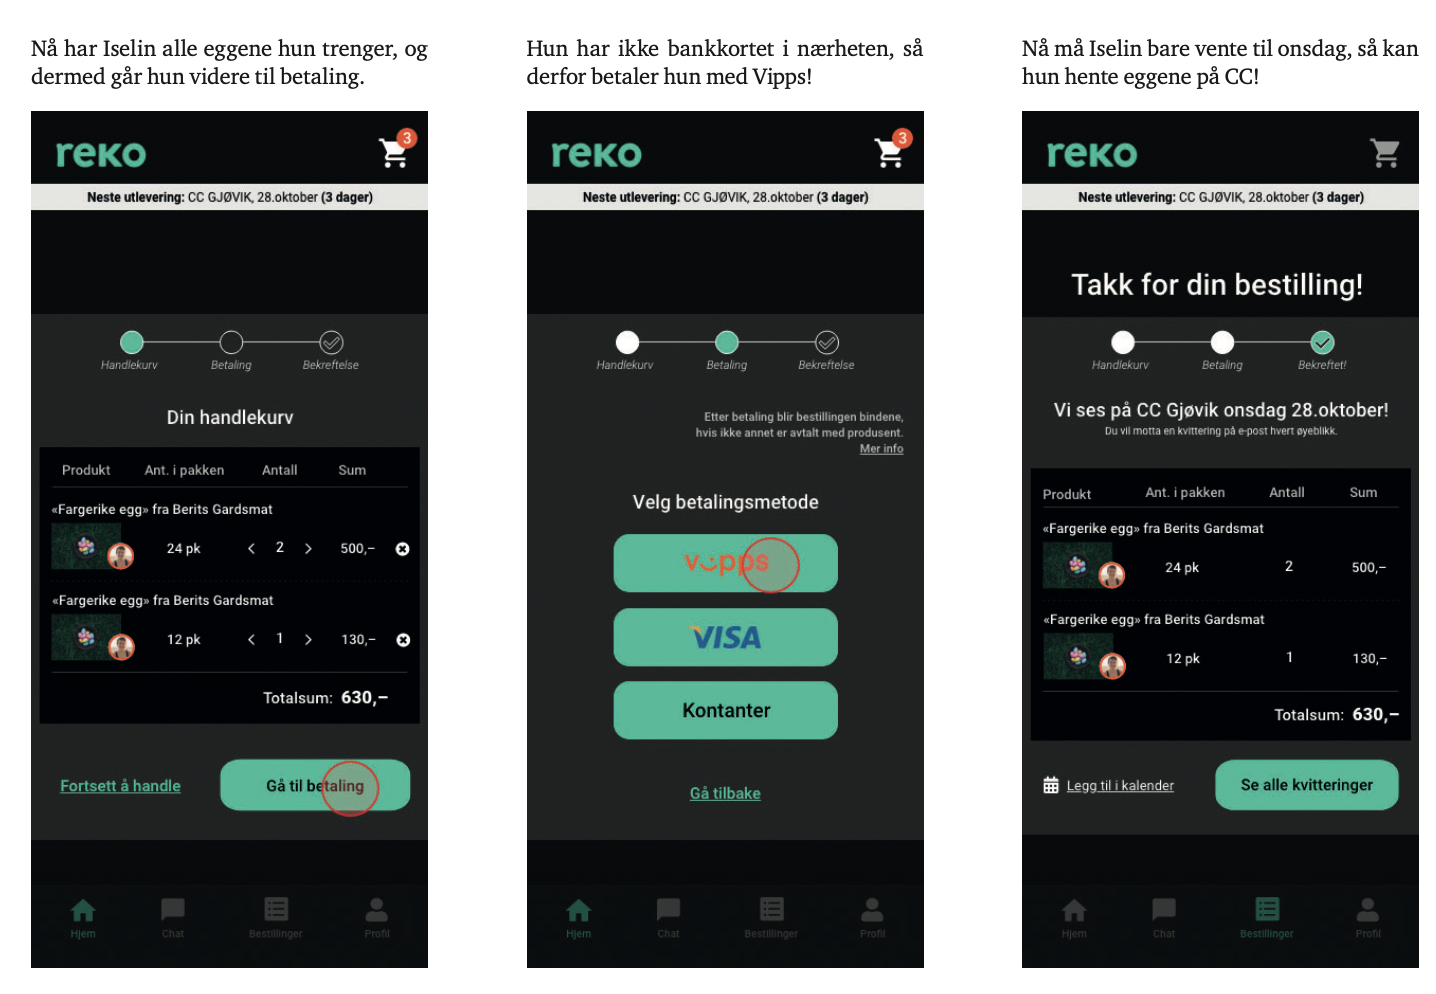 Nå har Iselin alle eggene hun trenger, og
dermed går hun videre til betaling.
reko
3
Neste utlevering: CC GJØVIK, 28.oktober (3 dager)
Handlekurv
Betaling
Bekreftelse
Din handlekurv
Produkt Ant. i pakken Antall Sum
«Fargerike egg» fra Berits Gardsmat
24 pk < 2 > 500,–
«Fargerike egg» fra Berits Gardsmat
12 pk < 1 > 130,–
Totalsum: 630,–
Fortsett å handle
Gå til betaling
Hjem Chat Bestillinger Profil
Hun har ikke bankkortet i nærheten, så
derfor betaler hun med Vipps!
reko
3
Neste utlevering: CC GJØVIK, 28.oktober (3 dager)
Handlekurv
Betaling
Bekreftelse
Etter betaling blir bestillingen bindene,
hvis ikke annet er avtalt med produsent.
Mer info
Velg betalingsmetode
vipps
VISA
Kontanter
Gå tilbake
Hjem Chat Bestillinger Profil
Nå må Iselin bare vente til onsdag, så kan
hun hente eggene på CC!
reko
Neste utlevering: CC GJØVIK, 28.oktober (3 dager)
Takk for din bestilling!
Handlekurv
Betaling
Bekreftet!
Vi ses på CC Gjøvik onsdag 28.oktober!
Du vil motta en kvittering på e-post hvert øyeblikk.
Produkt Ant. i pakken Antall Sum
«Fargerike egg» fra Berits Gardsmat
24 pk 2 500,–
«Fargerike egg» fra Berits Gardsmat
12 pk 1 130,–
Totalsum: 630,–
Legg til i kalender
Se alle kvitteringer
Hjem Chat Bestillinger Profil